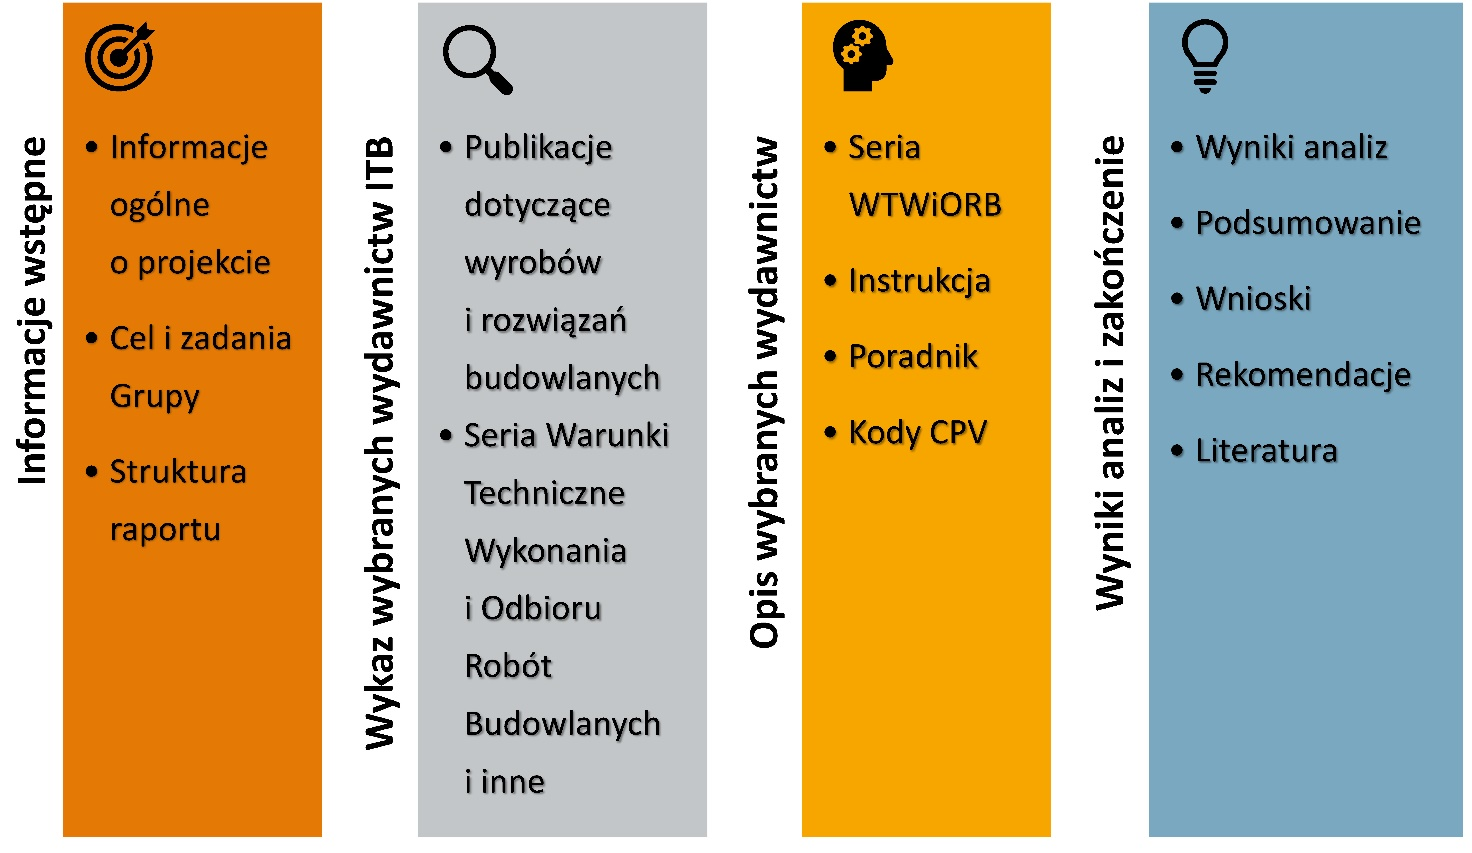 Informacje wstępne
• Informacje
ogólne
o projekcie
• Cel i zadania
Grupy
• Struktura
raportu
Wykaz wybranych wydawnictw ITB
• Publikacje
dotyczące
wyrobów
i rozwiązań
budowlanych
• Seria Warunki
Techniczne
Wykonania
i Odbioru
Robót
Budowlanych
i inne
Opis wybranych wydawnictw
• Seria
WTWiORB
• Instrukcja
• Poradnik
• Kody CPV
Wyniki analiz i zakończenie
• Wyniki analiz
• Podsumowanie
• Wnioski
• Rekomendacje
• Literatura